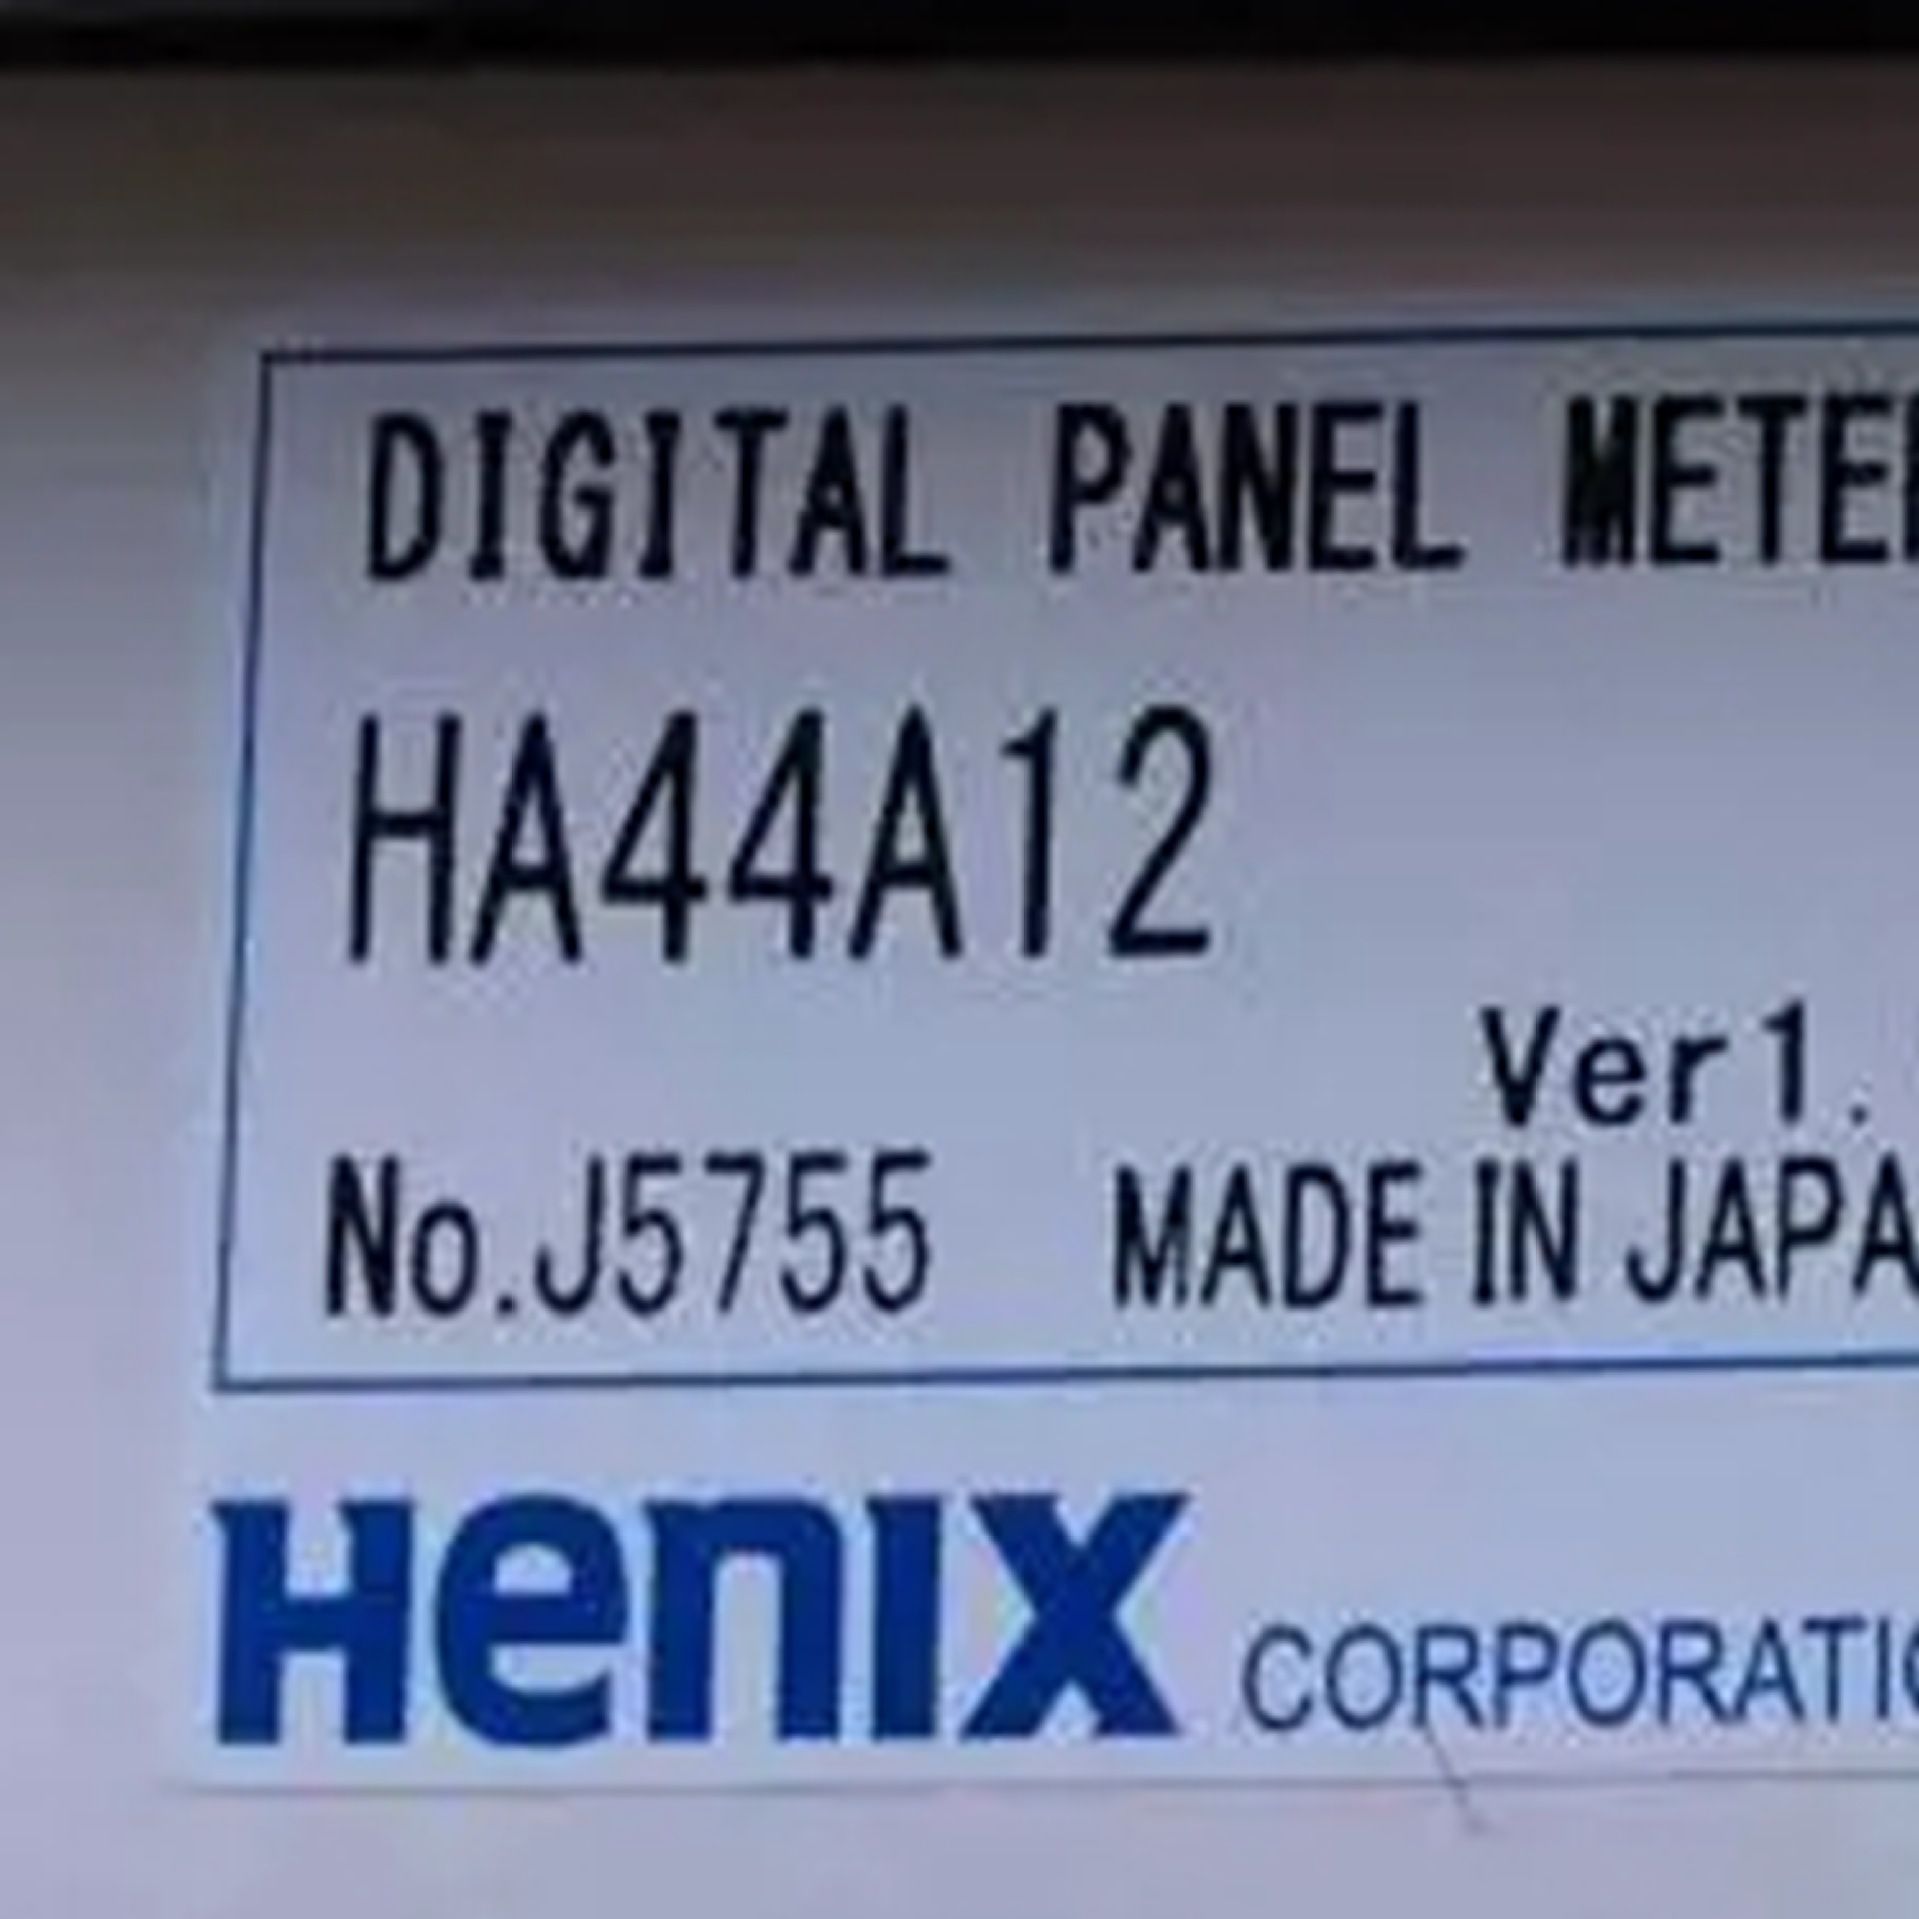 DIGITAL PANEL METE
HA44A12
Ver1.
No.J5755 MADE IN JAPA
HENIX CORPORATI